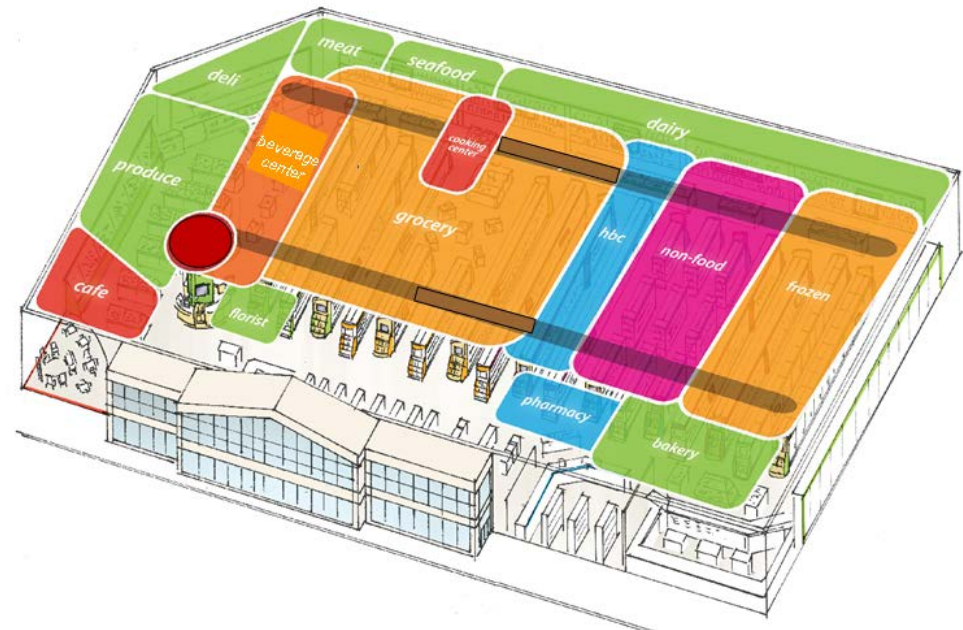 meat
seafood
deli
dairy
beverage
center
cooking
center
produce
grocery
hbc
non-food
frozen
cafe
florist
pharmacy
bakery